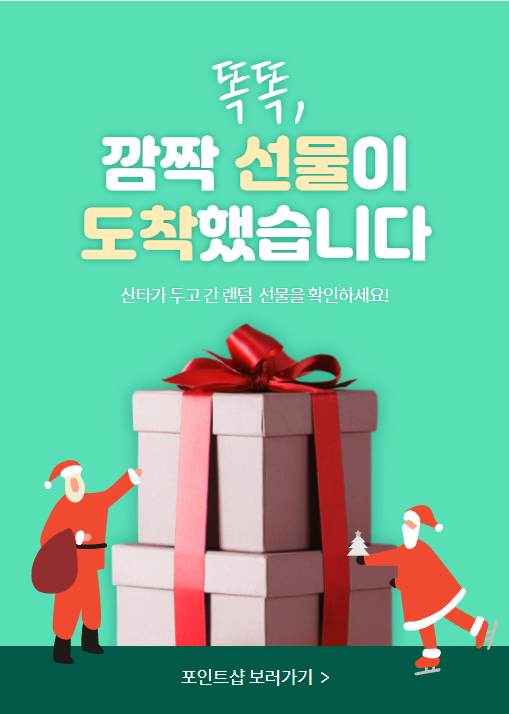 똑똑,
깜짝 선물이
도착했습니다
산타가 두고 간 랜덤 선물을 확인하세요!
포인트샵 보러가기 >